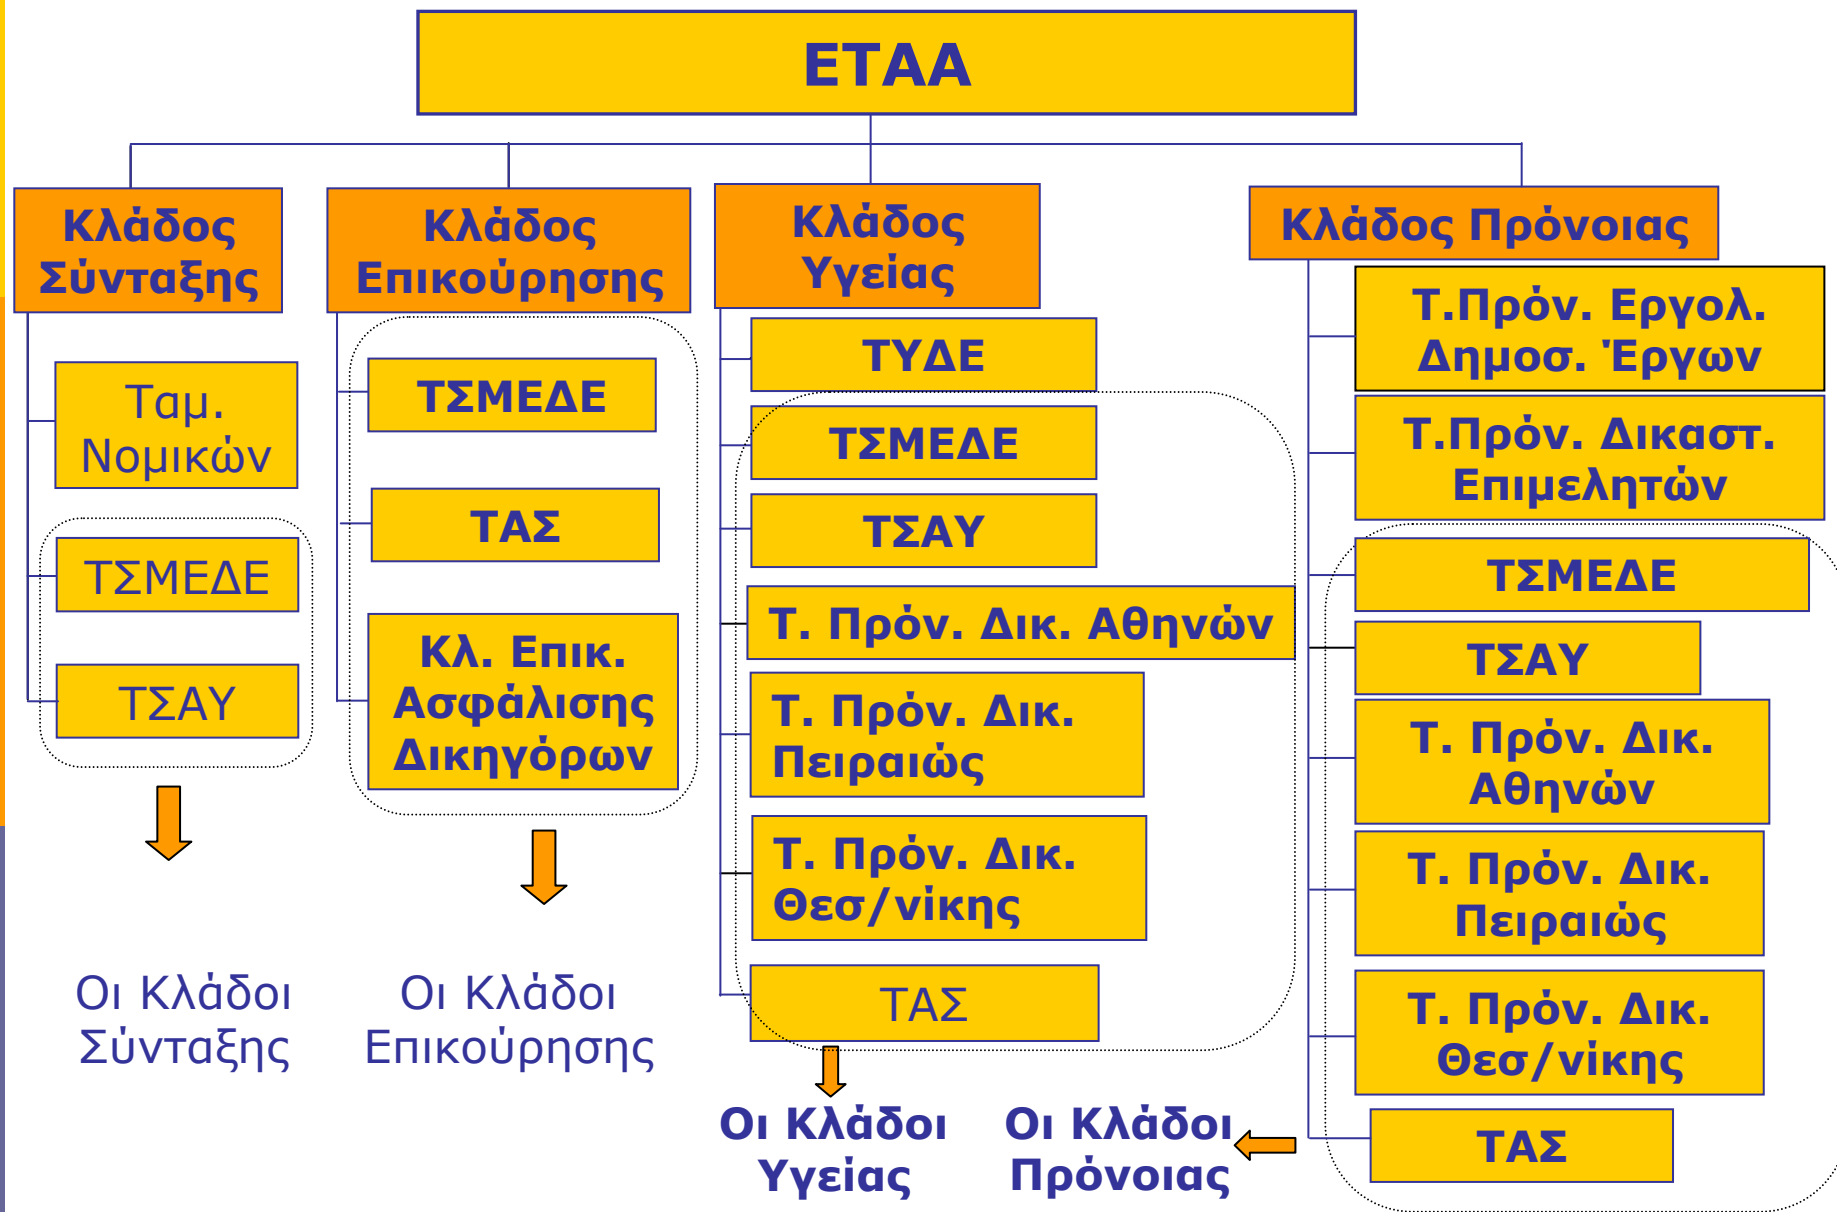 ΕΤΑΑ
Κλάδος
Σύνταξης
Ταμ.
Νομικών
ΤΣΜΕΔΕ
ΤΣΑΥ
Οι Κλάδοι
Σύνταξης
Κλάδος
Επικούρησης
ΤΣΜΕΔΕ
ΤΑΣ
Κλ. Επικ.
Ασφάλισης
Δικηγόρων
Οι Κλάδοι
Επικούρησης
Κλάδος
Υγείας
ΤΥΔΕ
ΤΣΜΕΔΕ
ΤΣΑΥ
Τ. Πρόν. Δικ. Αθηνών
Τ. Πρόν. Δικ.
Πειραιώς
Τ. Πρόν. Δικ.
Θεσ/νίκης
ΤΑΣ
Οι Κλάδοι
Υγείας
Κλάδος Πρόνοιας
Τ.Πρόν. Εργολ.
Δημοσ. Έργων
Τ.Πρόν. Δικαστ.
Επιμελητών
ΤΣΜΕΔΕ
ΤΣΑΥ
Τ. Πρόν. Δικ.
Αθηνών
Τ. Πρόν. Δικ.
Πειραιώς
Τ. Πρόν. Δικ.
Θεσ/νίκης
ΤΑΣ
Οι Κλάδοι
Πρόνοιας